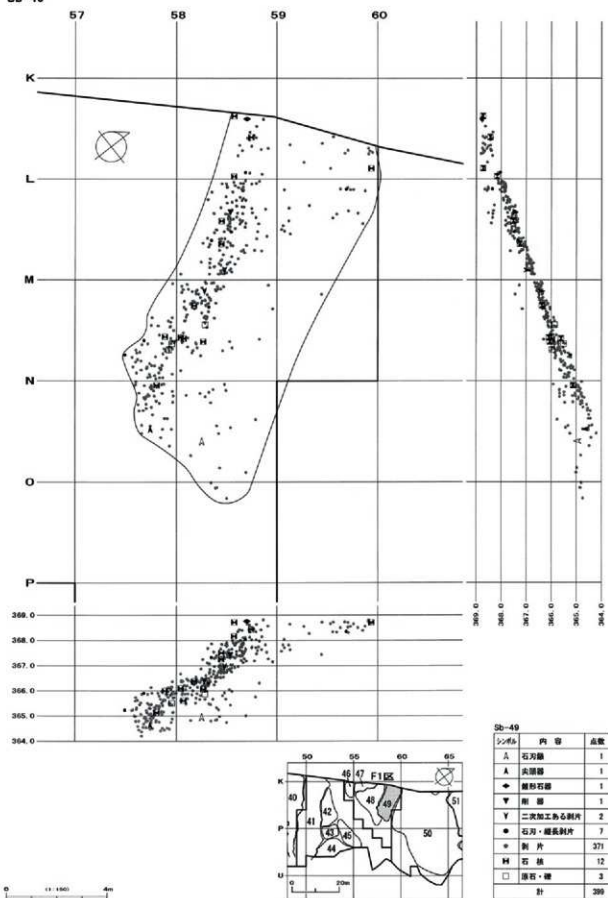 Sb-49
57 58 59 60
K
L
M
N
O
P
369.0 368.0 367.0 366.0 365.0 364.0
369.0
368.0
367.0
366.0
365.0
364.0
Sb-49
シンボル 内容 点数
石刃鏃 1
尖頭器 1
錐形石器 1
削器 1
二次加工ある剥片 2
石刃・縦長剥片 7
剥片 371
石核 12
原石・礫 3
計 399
50 55 60 65
K
P
U
46 47 F1
40 41 42 43 44 45 48 49 50 51
0 20m
0 (1:150) 4m